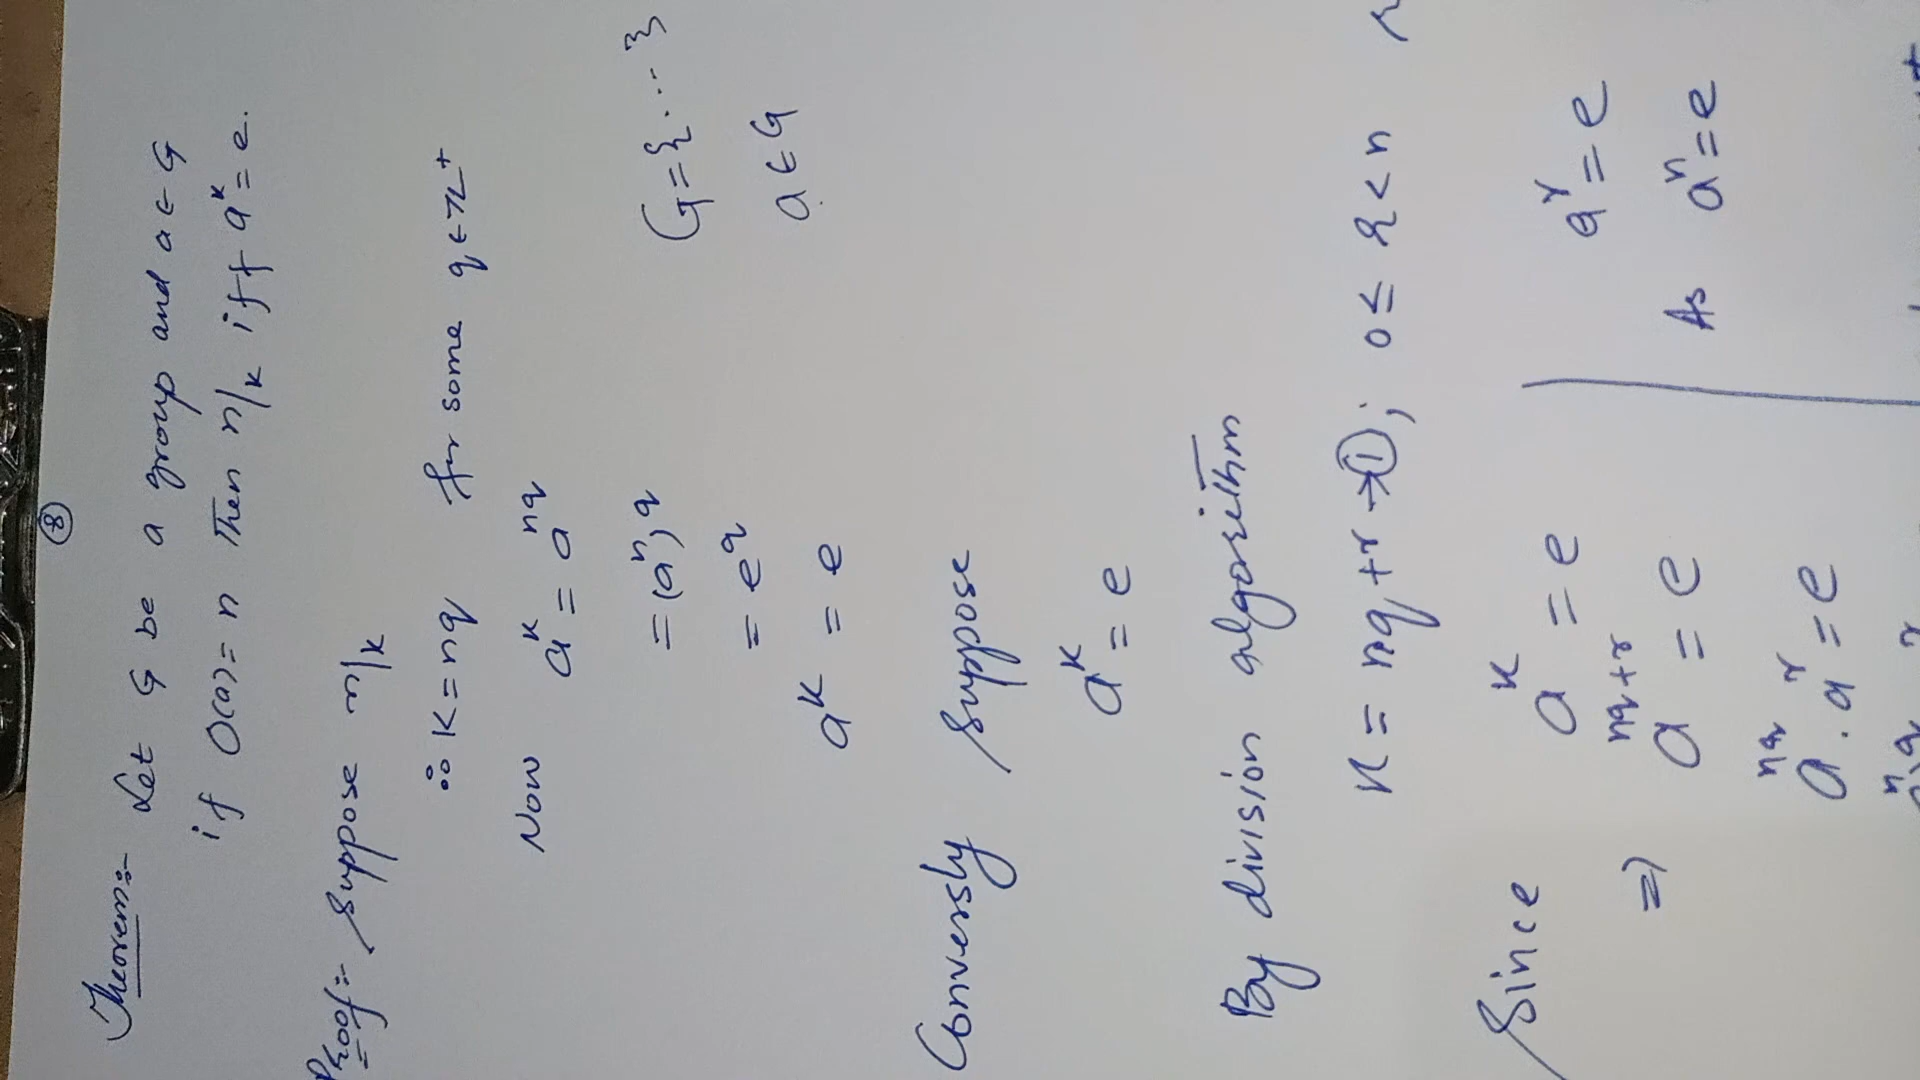 ⑧
Theorem:- Let G be a group and a ∈ G
if O(a) = n Then n/k iff a^k = e.
Proof:- Suppose n/k
∴ K = nq for some q ∈ Z^+
Now a^k = a^nq
= (a^n)^q
= e^q
a^k = e
G = {...}
a ∈ G
Conversly Suppose
a^k = e
By division algorithm
K = nq + r → ①; 0 ≤ r < n
Since a^k = e
⇒ a^nq+r = e
a^nq . a^r = e
a^r = e
As a^n = e